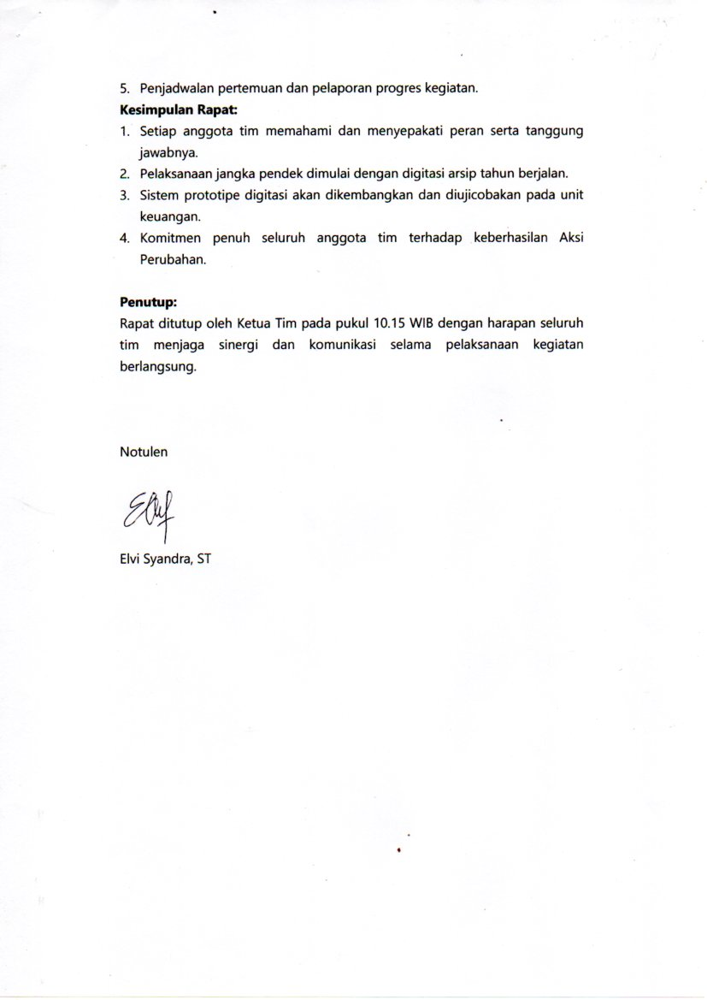 5. Penjadwalan pertemuan dan pelaporan progres kegiatan.
Kesimpulan Rapat:
1. Setiap anggota tim memahami dan menyepakati peran serta tanggung
jawabnya.
2. Pelaksanaan jangka pendek dimulai dengan digitasi arsip tahun berjalan.
3. Sistem prototipe digitasi akan dikembangkan dan diujicobakan pada unit
keuangan.
4. Komitmen penuh seluruh anggota tim terhadap keberhasilan Aksi
Perubahan.
Penutup:
Rapat ditutup oleh Ketua Tim pada pukul 10.15 WIB dengan harapan seluruh
tim menjaga sinergi dan komunikasi selama pelaksanaan kegiatan
berlangsung.
Notulen
Elvi Syandra, ST